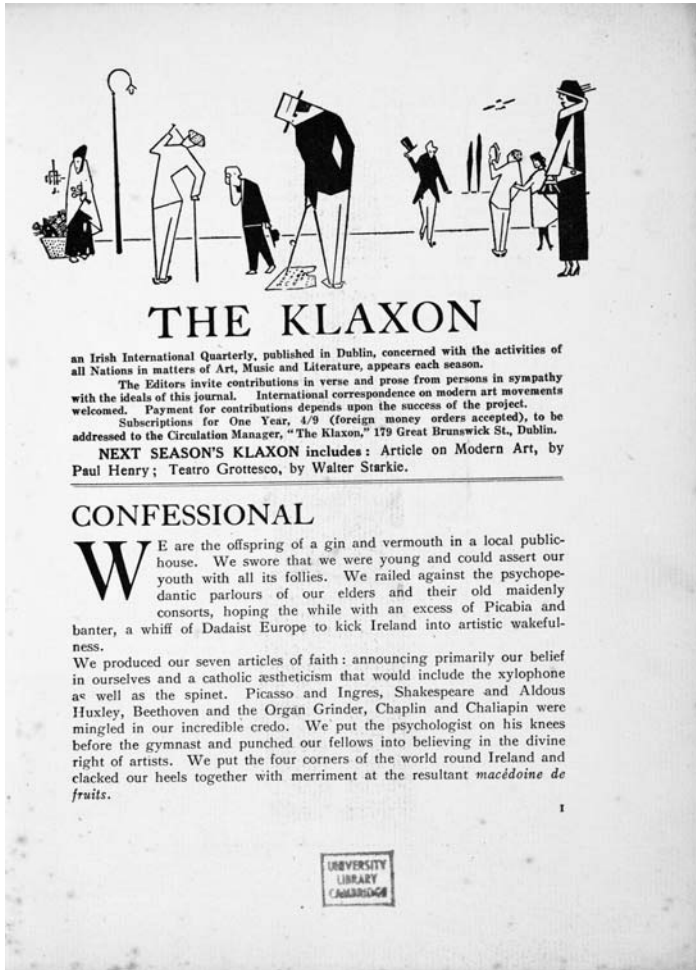 THE KLAXON
an Irish International Quarterly, published in Dublin, concerned with the activities of
all Nations in matters of Art, Music and Literature, appears each season.
The Editors invite contributions in verse and prose from persons in sympathy
with the ideals of this journal. International correspondence on modern art movements
welcomed. Payment for contributions depends upon the success of the project.
Subscriptions for One Year, 4/9 (foreign money orders accepted), to be
addressed to the Circulation Manager, "The Klaxon," 179 Great Brunswick St., Dublin.
NEXT SEASON'S KLAXON includes: Article on Modern Art, by
Paul Henry; Teatro Grottesco, by Walter Starkie.
CONFESSIONAL
WE are the offspring of a gin and vermouth in a local public-
house. We swore that we were young and could assert our
youth with all its follies. We railed against the psychope-
dantic parlours of our elders and their old maidenly
consorts, hoping the while with an excess of Picabia and
banter, a whiff of Dadaist Europe to kick Ireland into artistic wakeful-
ness.
We produced our seven articles of faith: announcing primarily our belief
in ourselves and a catholic æstheticism that would include the xylophone
as well as the spinet. Picasso and Ingres, Shakespeare and Aldous
Huxley, Beethoven and the Organ Grinder, Chaplin and Chaliapin were
mingled in our incredible credo. We put the psychologist on his knees
before the gymnast and punched our fellows into believing in the divine
right of artists. We put the four corners of the world round Ireland and
clacked our heels together with merriment at the resultant macédoine de
fruits.
I
UNIVERSITY
LIBRARY
CAMBRIDGE